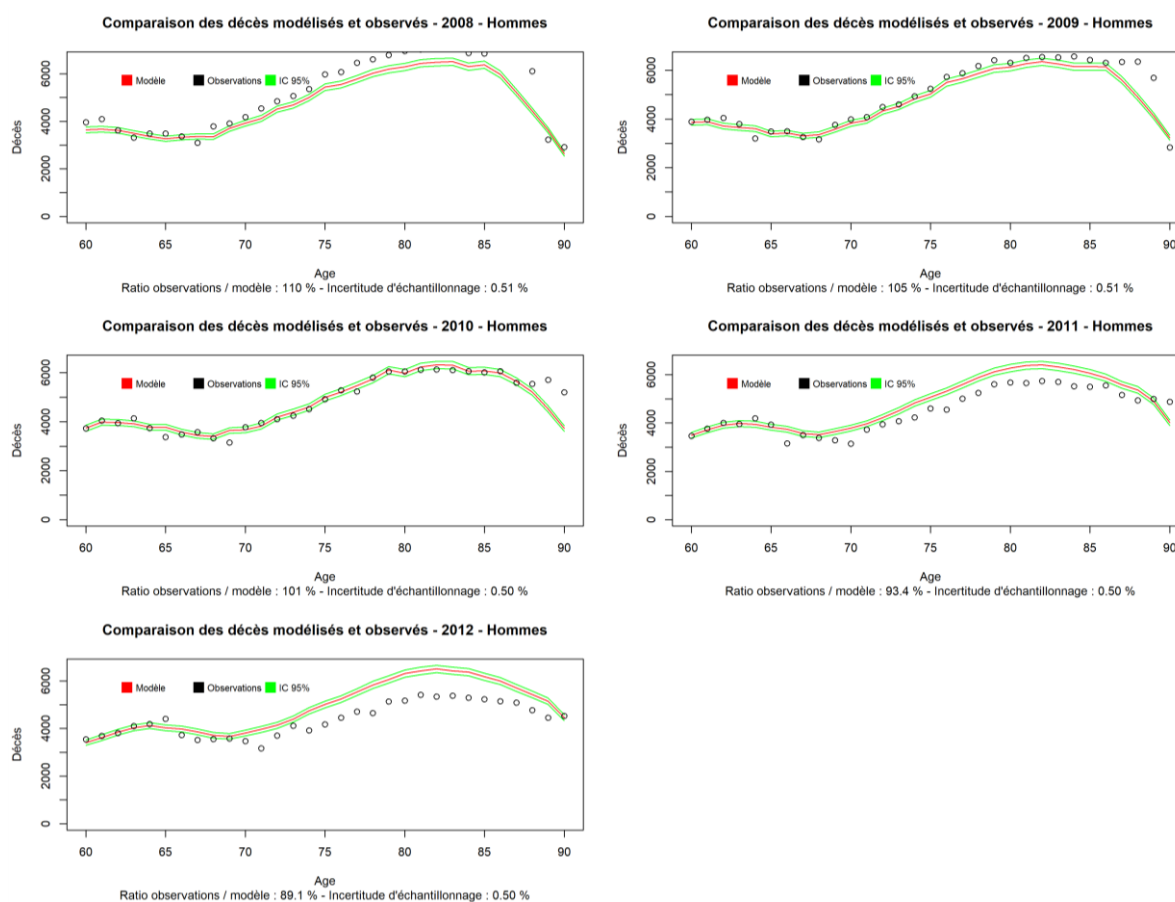 Comparaison des décès modélisés et observés - 2008 - Hommes
Décès
0 2000 4000 6000
Modèle Observations IC 95%
60 65 70 75 80 85 90
Age
Ratio observations / modèle : 110 % - Incertitude d'échantillonnage : 0.51 %
Comparaison des décès modélisés et observés - 2009 - Hommes
Décès
0 2000 4000 6000
Modèle Observations IC 95%
60 65 70 75 80 85 90
Age
Ratio observations / modèle : 105 % - Incertitude d'échantillonnage : 0.51 %
Comparaison des décès modélisés et observés - 2010 - Hommes
Décès
0 2000 4000 6000
Modèle Observations IC 95%
60 65 70 75 80 85 90
Age
Ratio observations / modèle : 101 % - Incertitude d'échantillonnage : 0.50 %
Comparaison des décès modélisés et observés - 2011 - Hommes
Décès
0 2000 4000 6000
Modèle Observations IC 95%
60 65 70 75 80 85 90
Age
Ratio observations / modèle : 93.4 % - Incertitude d'échantillonnage : 0.50 %
Comparaison des décès modélisés et observés - 2012 - Hommes
Décès
0 2000 4000 6000
Modèle Observations IC 95%
60 65 70 75 80 85 90
Age
Ratio observations / modèle : 89.1 % - Incertitude d'échantillonnage : 0.50 %